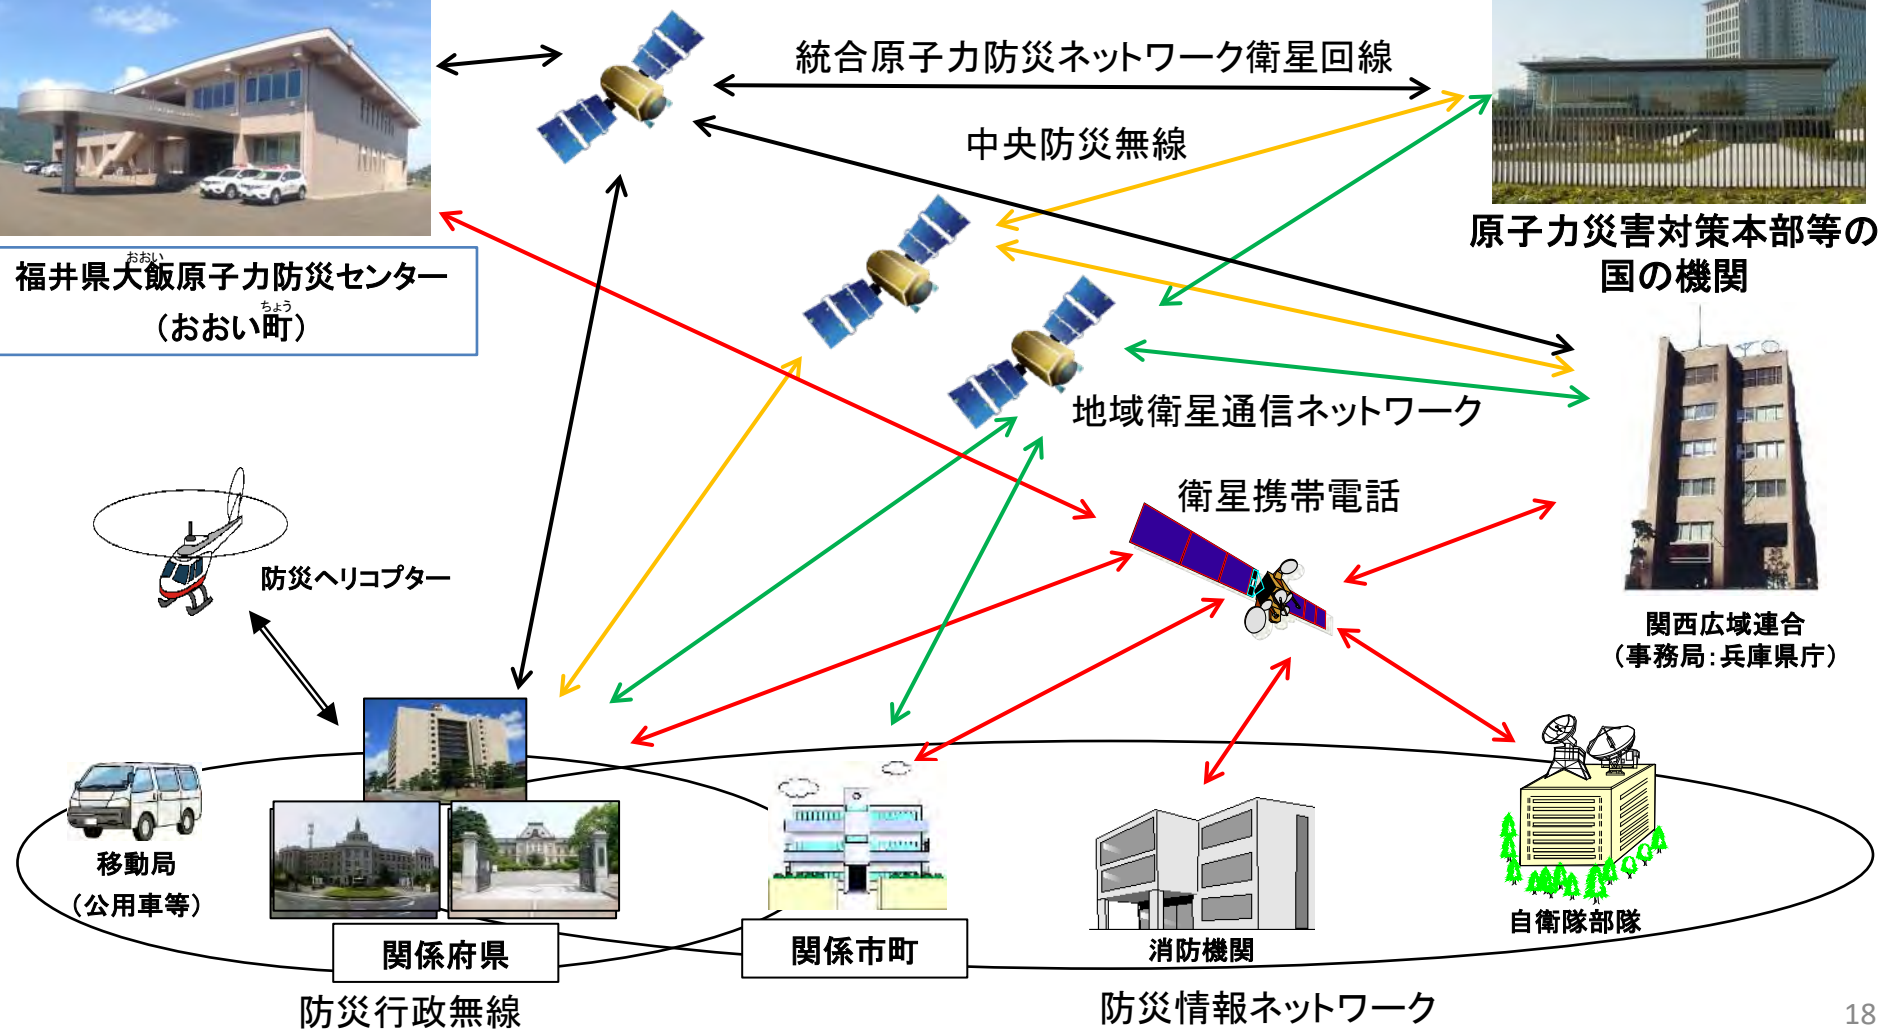 統合原子力防災ネットワーク衛星回線
中央防災無線
原子力災害対策本部等の
国の機関
おおい
福井県大飯原子力防災センター
ちょう
（おおい町）
地域衛星通信ネットワーク
衛星携帯電話
防災ヘリコプター
関西広域連合
（事務局：兵庫県庁）
移動局
（公用車等）
関係府県
関係市町
消防機関
自衛隊部隊
防災行政無線
防災情報ネットワーク
18